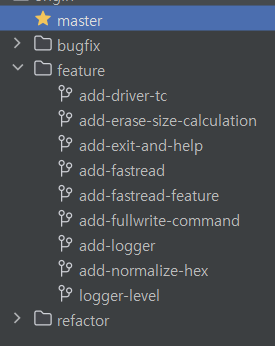 master
bugfix
feature
add-driver-tc
add-erase-size-calculation
add-exit-and-help
add-fastread
add-fastread-feature
add-fullwrite-command
add-logger
add-normalize-hex
logger-level
refactor